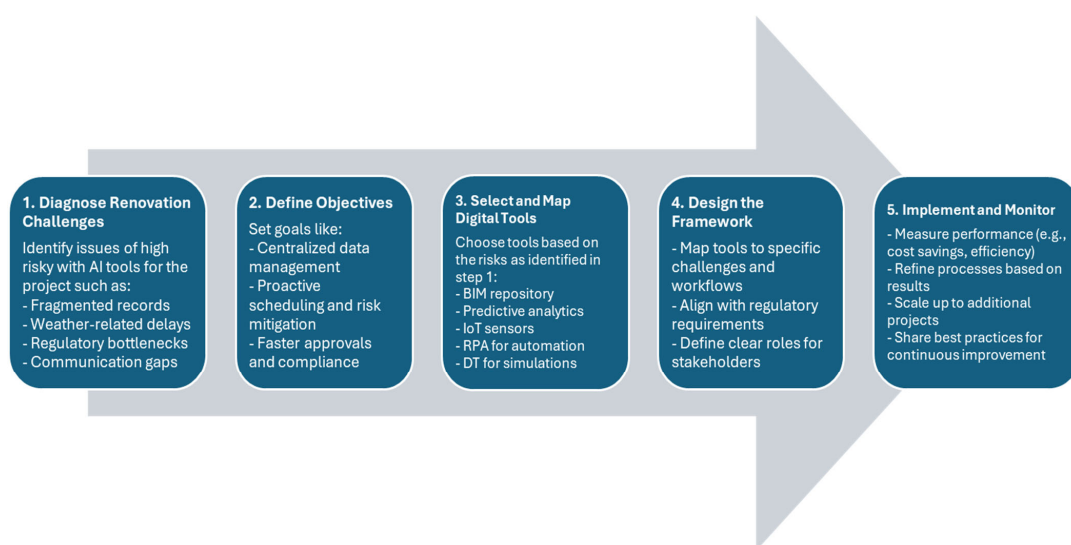 1. Diagnose Renovation
Challenges
Identify issues of high
risky with AI tools for the
project such as:
- Fragmented records
- Weather-related delays
- Regulatory bottlenecks
- Communication gaps
2. Define Objectives
Set goals like:
- Centralized data
management
- Proactive
scheduling and risk
mitigation
- Faster approvals
and compliance
3. Select and Map
Digital Tools
Choose tools based on
the risks as identified in
step 1:
- BIM repository
- Predictive analytics
- IoT sensors
- RPA for automation
- DT for simulations
4. Design the
Framework
- Map tools to specific
challenges and
workflows
- Align with regulatory
requirements
- Define clear roles for
stakeholders
5. Implement and Monitor
- Measure performance (e.g.,
cost savings, efficiency)
- Refine processes based on
results
- Scale up to additional
projects
- Share best practices for
continuous improvement